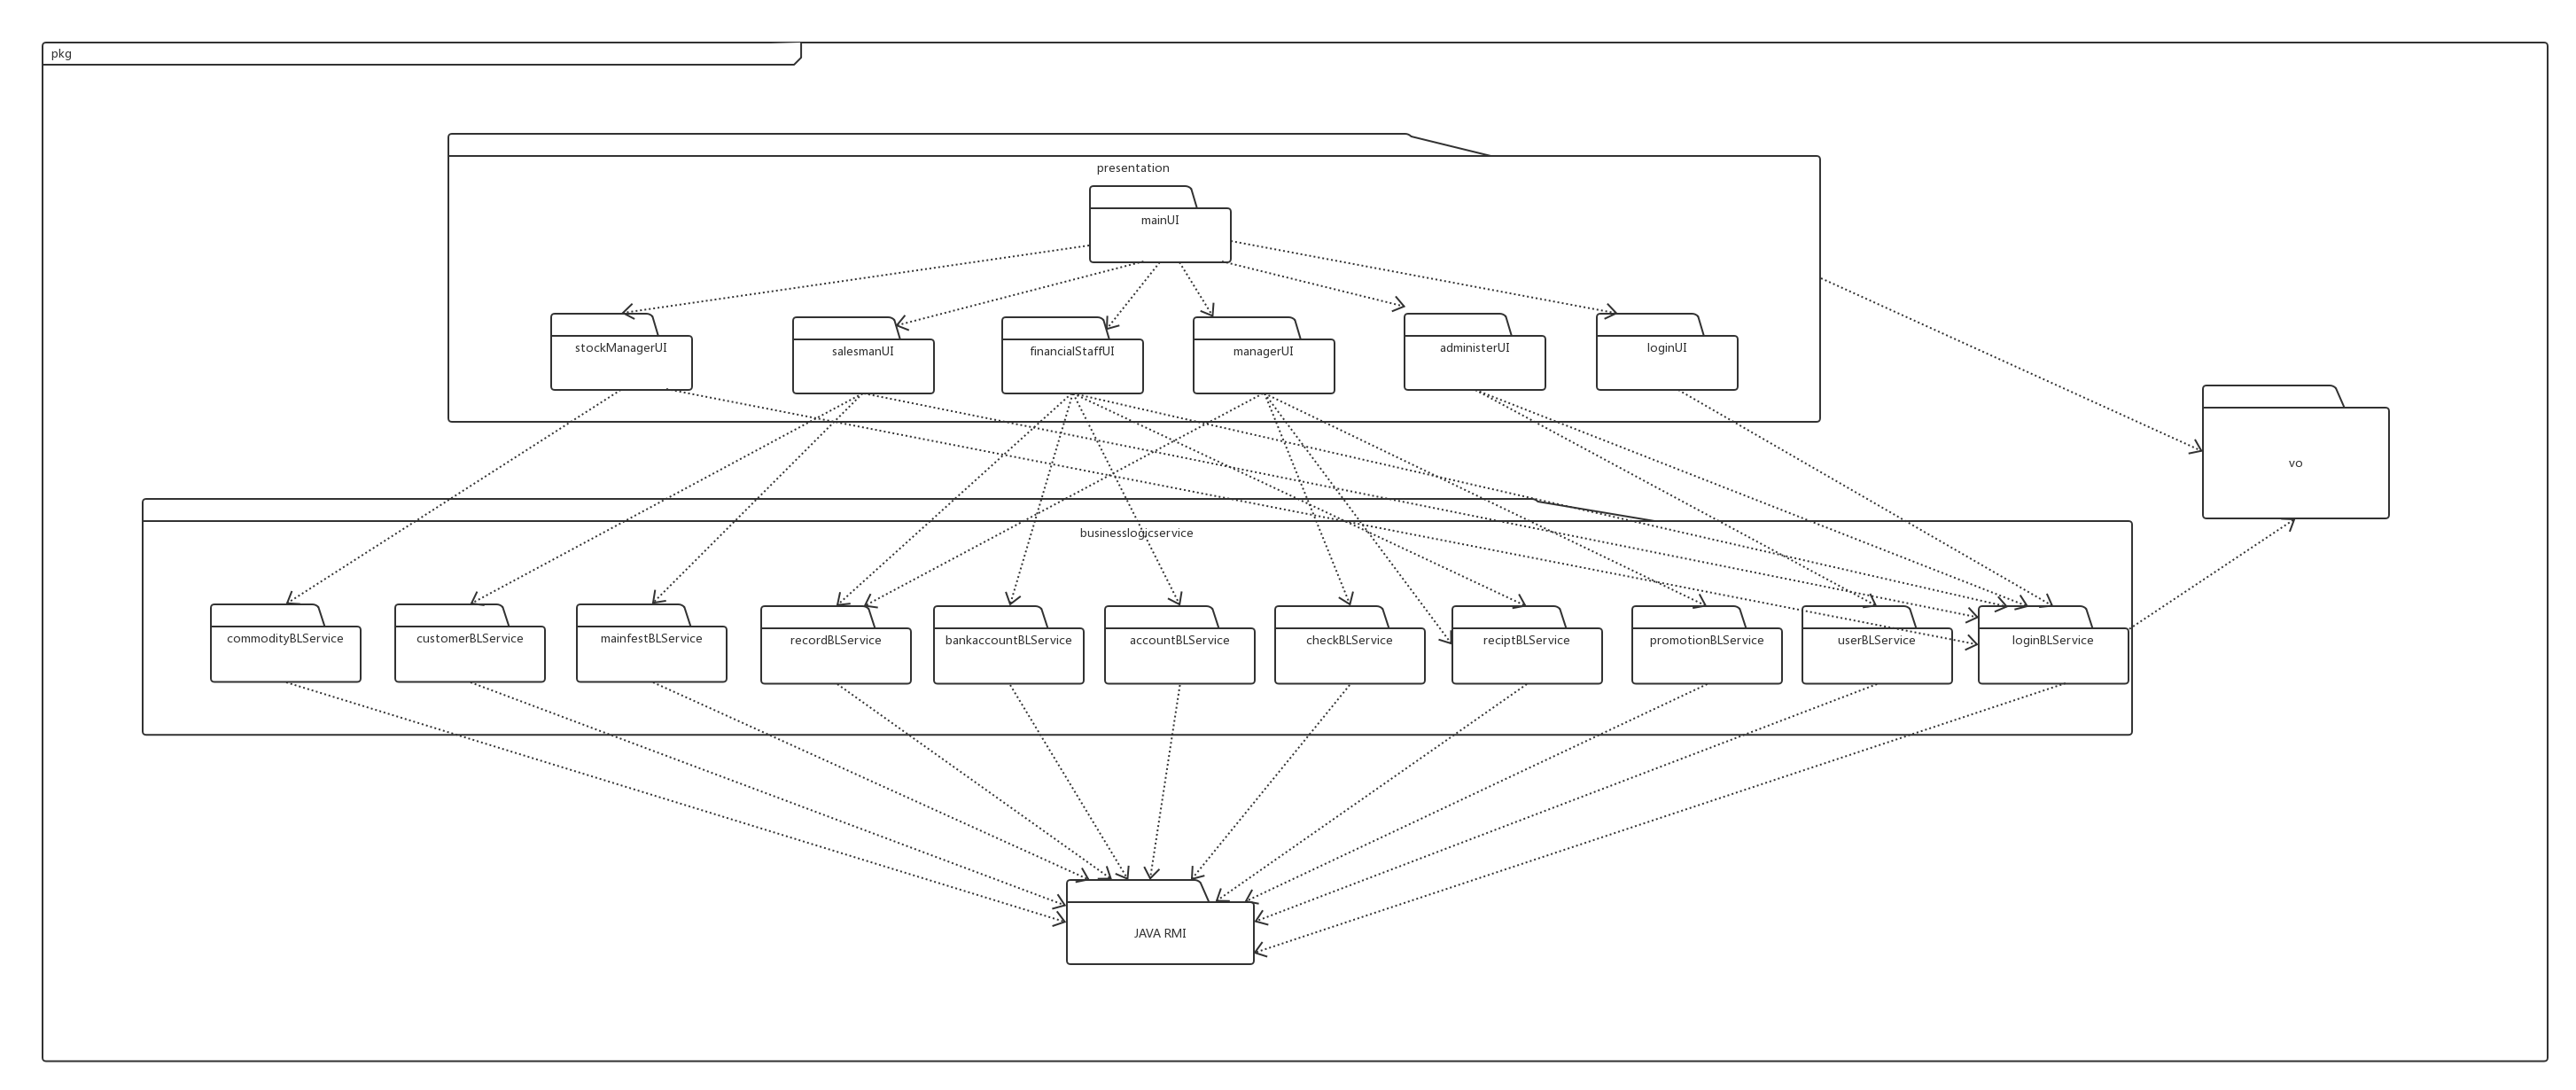 pkg
presentation
mainUI
stockManagerUI
salesmanUI
financialStaffUI
managerUI
administerUI
loginUI
vo
businesslogicservice
commodityBLService
customerBLService
mainfestBLService
recordBLService
bankaccountBLService
accountBLService
checkBLService
reciptBLService
promotionBLService
userBLService
loginBLService
JAVA RMI